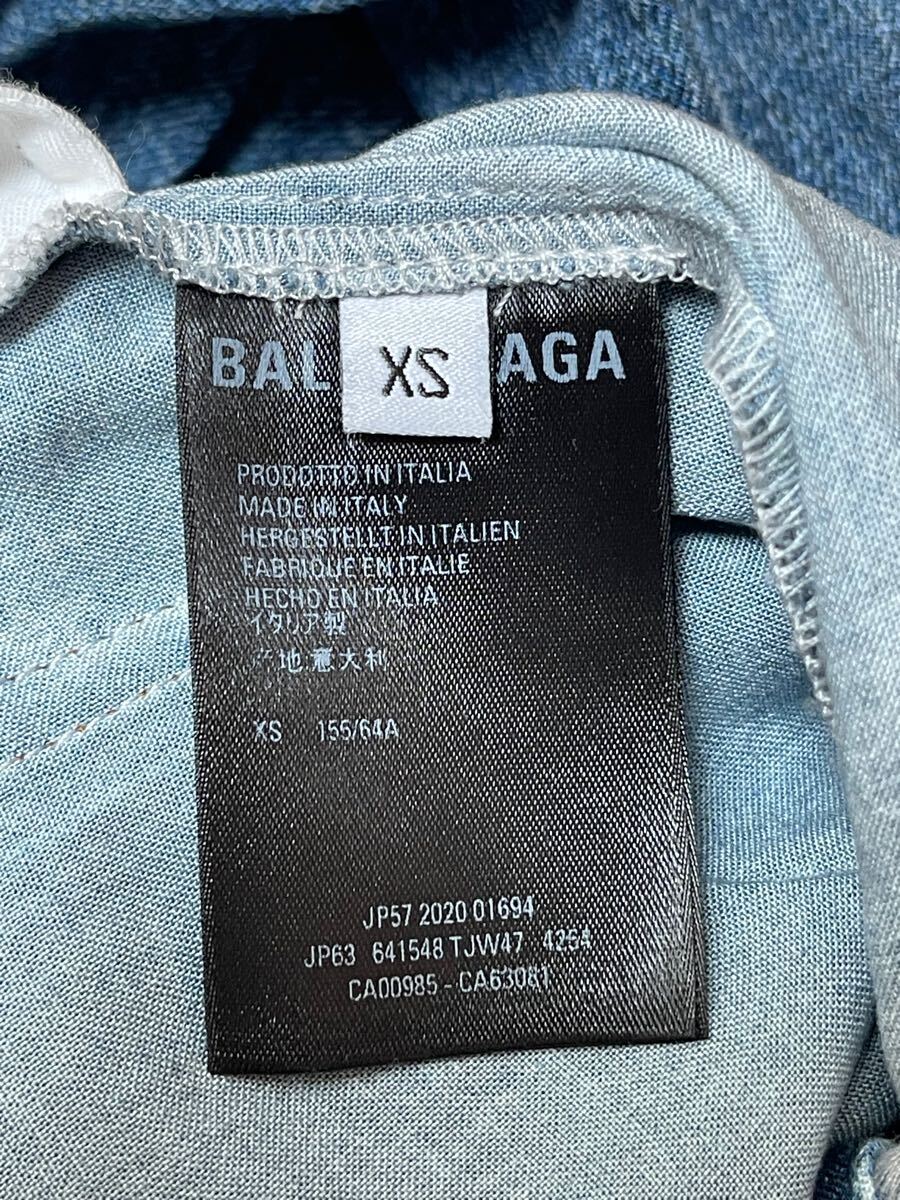 BAL AGA
XS
PRODOTTO IN ITALIA
MADE IN ITALY
HERGESTELLT IN ITALIEN
FABRIQUE EN ITALIE
HECHO EN ITALIA
イタリア製
地 意大利
XS 155/64A
JP57 2020 01694
JP63 641548 TJW47 4264
CA00985 - CA63081